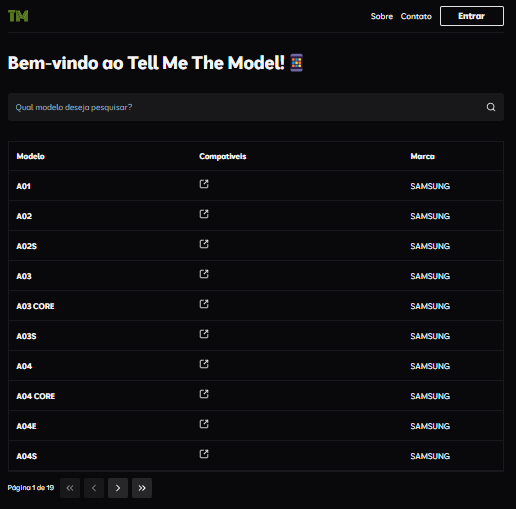 TM
Sobre Contato Entrar
Bem-vindo ao Tell Me The Model!
Qual modelo deseja pesquisar?
Modelo Compatíveis Marca
A01 SAMSUNG
A02 SAMSUNG
A02S SAMSUNG
A03 SAMSUNG
A03 CORE SAMSUNG
A03S SAMSUNG
A04 SAMSUNG
A04 CORE SAMSUNG
A04E SAMSUNG
A04S SAMSUNG
Página 1 de 19